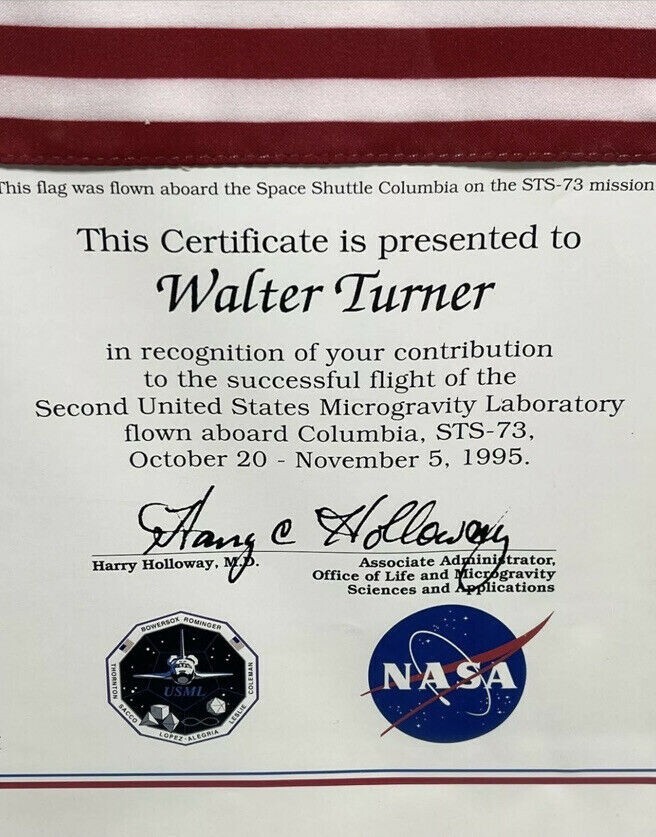 This flag was flown aboard the Space Shuttle Columbia on the STS-73 mission
This Certificate is presented to
Walter Turner
in recognition of your contribution
to the successful flight of the
Second United States Microgravity Laboratory
flown aboard Columbia, STS-73,
October 20 - November 5, 1995.
Harry C Holloway
Harry Holloway, M.D.
Associate Administrator,
Office of Life and Microgravity
Sciences and Applications
BOWERSOX ROMINGER
THORNTON
COLEMAN
USML
SACCO
LESLIE
LOPEZ-ALEGRIA
NASA